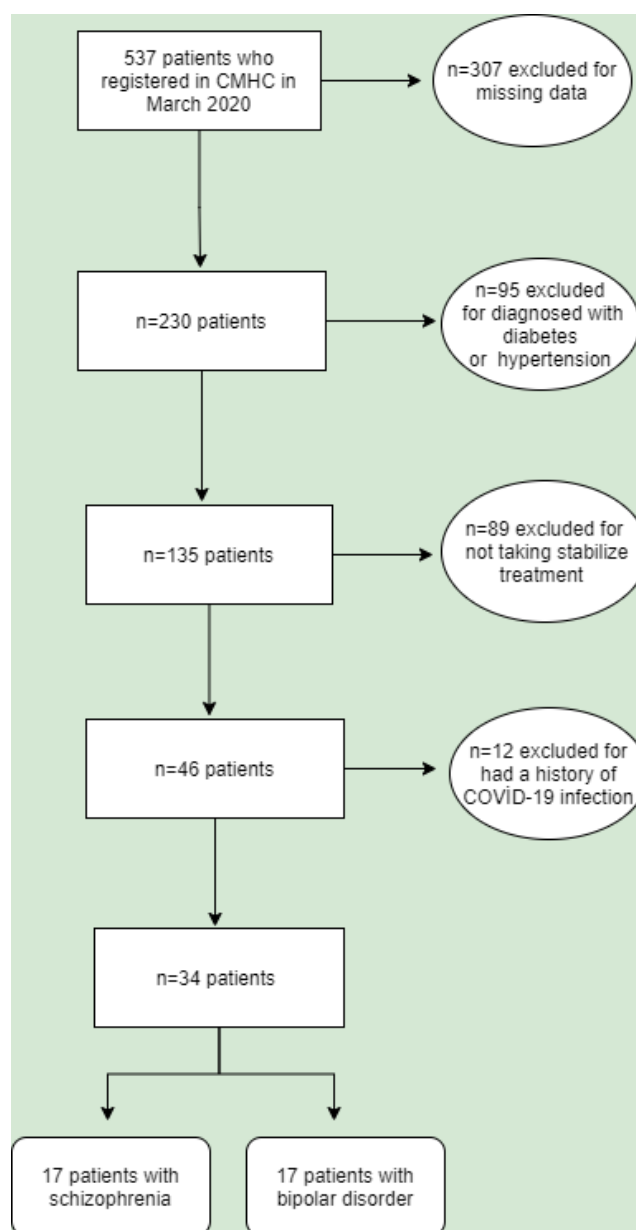 537 patients who
registered in CMHC in
March 2020
n=307 excluded for
missing data
n=230 patients
n=95 excluded
for diagnosed with
diabetes
or hypertension
n=135 patients
n=89 excluded for
not taking stabilize
treatment
n=46 patients
n=12 excluded for
had a history of
COVİD-19 infection
n=34 patients
17 patients with
schizophrenia
17 patients with
bipolar disorder